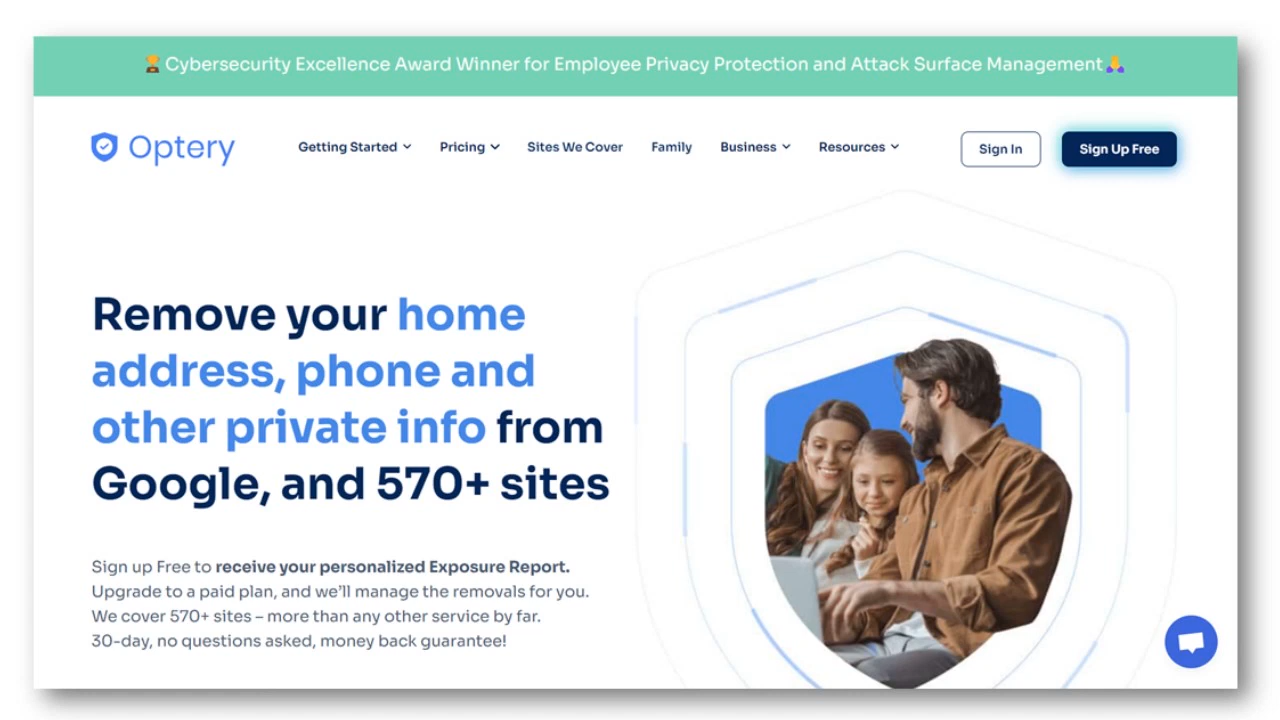 🏆Cybersecurity Excellence Award Winner for Employee Privacy Protection and Attack Surface Management🙏
Optery
Getting Started
Pricing
Sites We Cover
Family
Business
Resources
Sign In
Sign Up Free
Remove your home
address, phone and
other private info from
Google, and 570+ sites
Sign up Free to receive your personalized Exposure Report.
Upgrade to a paid plan, and we’ll manage the removals for you.
We cover 570+ sites – more than any other service by far.
30-day, no questions asked, money back guarantee!